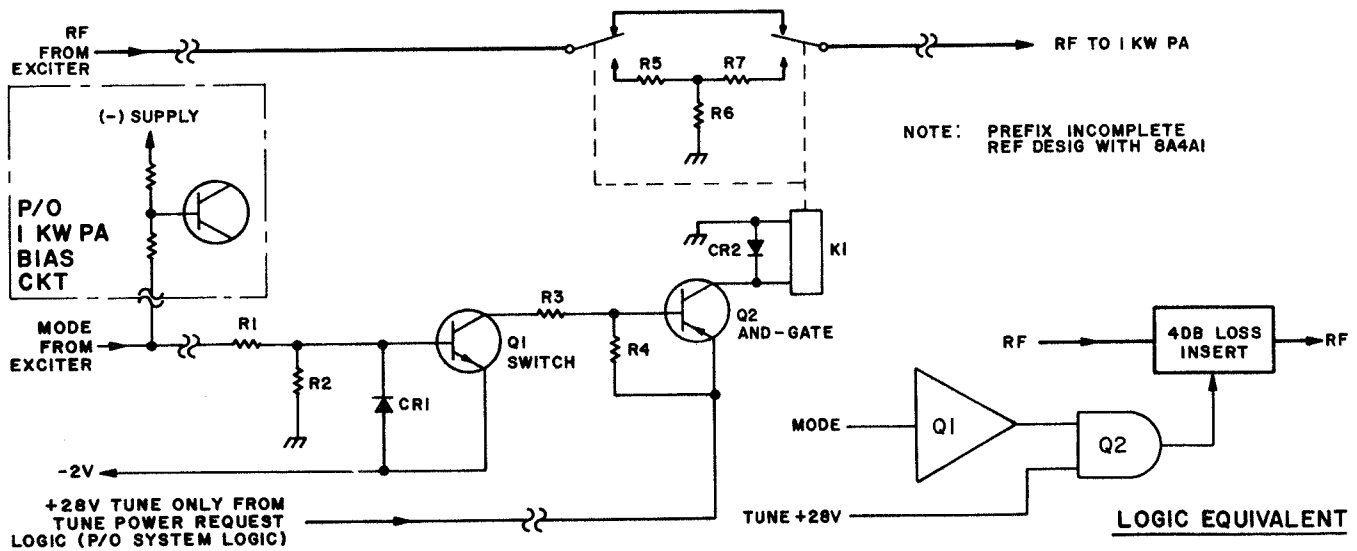 RF
FROM
EXCITER
RF TO 1 KW PA
R5
R7
R6
NOTE: PREFIX INCOMPLETE
REF DESIG WITH 8A4A1
(-) SUPPLY
P/O
1 KW PA
BIAS
CKT
CR2
K1
MODE
FROM
EXCITER
R1
R2
CR1
Q1
SWITCH
R3
R4
Q2
AND-GATE
-2V
+28V TUNE ONLY FROM
TUNE POWER REQUEST
LOGIC (P/O SYSTEM LOGIC)
RF
4DB LOSS
INSERT
RF
MODE
Q1
Q2
TUNE +28V
LOGIC EQUIVALENT